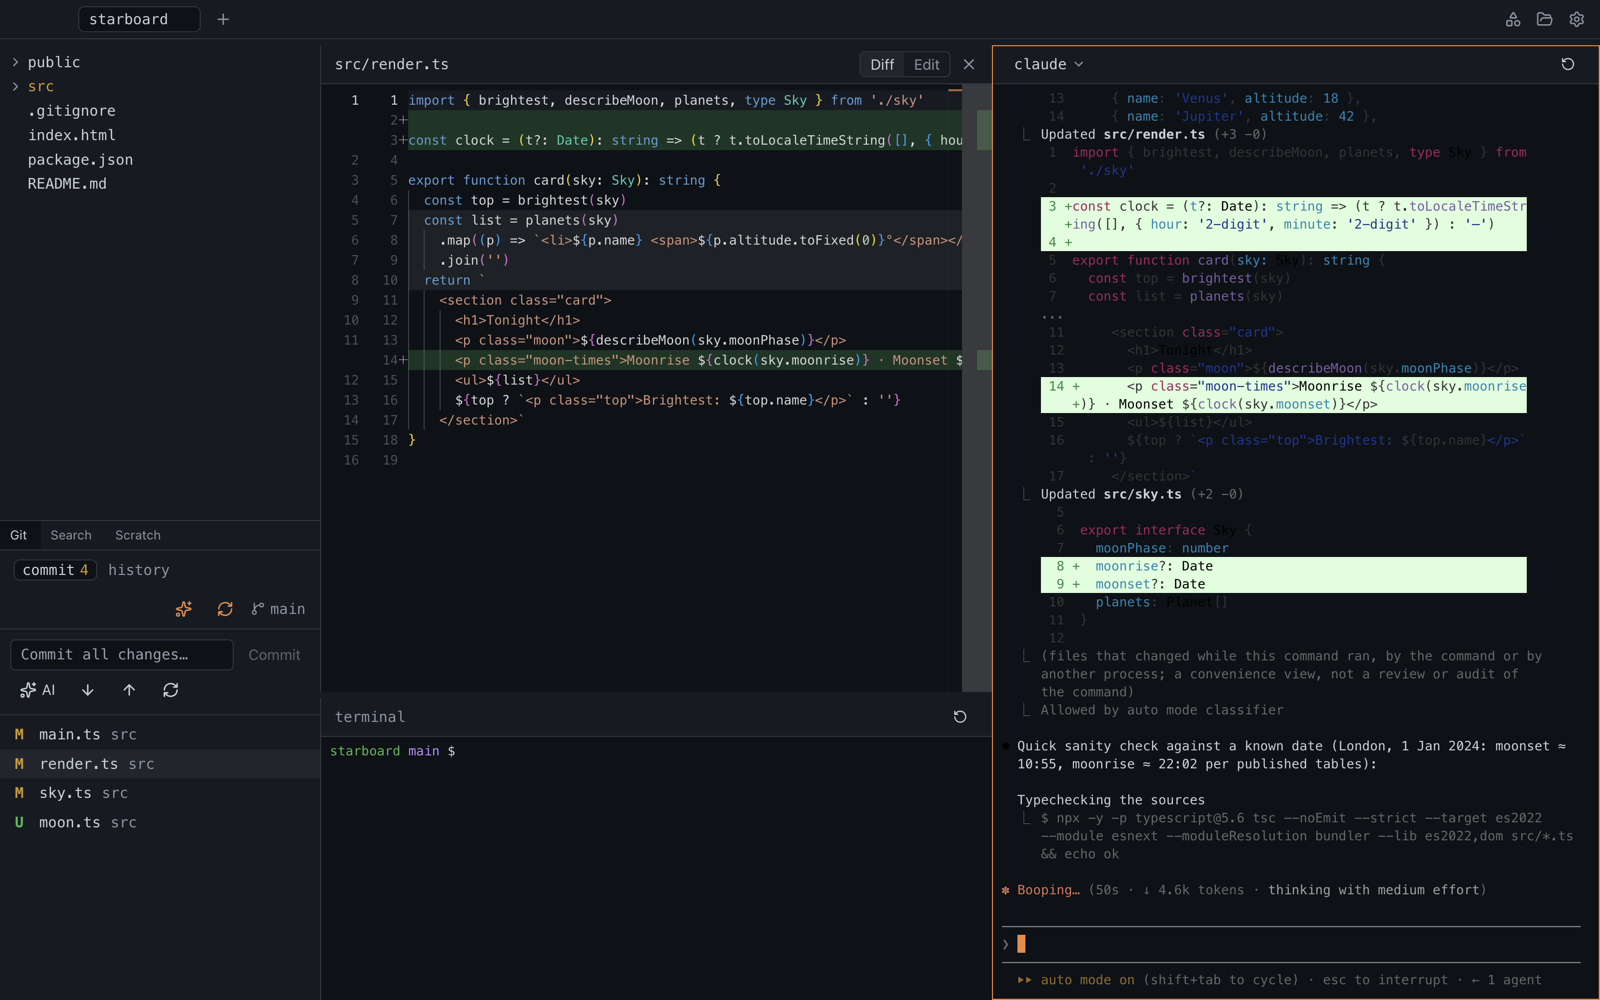 starboard +
public
src
.gitignore
index.html
package.json
README.md
Git Search Scratch
commit 4 history
main
Commit all changes… Commit
AI
M main.ts src
M render.ts src
M sky.ts src
U moon.ts src
src/render.ts Diff Edit
1 1 import { brightest, describeMoon, planets, type Sky } from './sky'
2+
3+ const clock = (t?: Date): string => (t ? t.toLocaleTimeString([], { hou
2 4
3 5 export function card(sky: Sky): string {
4 6 const top = brightest(sky)
5 7 const list = planets(sky)
6 8 .map((p) => `<li>${p.name} <span>${p.altitude.toFixed(0)}°</span></
7 9 .join('')
8 10 return `
9 11 <section class="card">
10 12 <h1>Tonight</h1>
11 13 <p class="moon">${describeMoon(sky.moonPhase)}</p>
14+ <p class="moon-times">Moonrise ${clock(sky.moonrise)} · Moonset $
12 15 <ul>${list}</ul>
13 16 ${top ? `<p class="top">Brightest: ${top.name}</p>` : ''}
14 17 </section>`
15 18 }
16 19
terminal
starboard main $
claude
13 { name: 'Venus', altitude: 18 },
14 { name: 'Jupiter', altitude: 42 },
Updated src/render.ts (+3 -0)
1 import { brightest, describeMoon, planets, type Sky } from
'./sky'
2
3 +const clock = (t?: Date): string => (t ? t.toLocaleTimeStr
+ing([], { hour: '2-digit', minute: '2-digit' }) : '—')
4 +
5 export function card(sky: Sky): string {
6 const top = brightest(sky)
7 const list = planets(sky)
...
11 <section class="card">
12 <h1>Tonight</h1>
13 <p class="moon">${describeMoon(sky.moonPhase)}</p>
14 + <p class="moon-times">Moonrise ${clock(sky.moonrise
+)} · Moonset ${clock(sky.moonset)}</p>
15 <ul>${list}</ul>
16 ${top ? `<p class="top">Brightest: ${top.name}</p>`
: ''}
17 </section>`
Updated src/sky.ts (+2 -0)
5
6 export interface Sky {
7 moonPhase: number
8 + moonrise?: Date
9 + moonset?: Date
10 planets: Planet[]
11 }
12
(files that changed while this command ran, by the command or by
another process; a convenience view, not a review or audit of
the command)
Allowed by auto mode classifier
Quick sanity check against a known date (London, 1 Jan 2024: moonset ≈
10:55, moonrise ≈ 22:02 per published tables):
Typechecking the sources
$ npx -y -p typescript@5.6 tsc --noEmit --strict --target es2022
--module esnext --moduleResolution bundler --lib es2022,dom src/*.ts
&& echo ok
✽ Booping… (50s · ↓ 4.6k tokens · thinking with medium effort)
❯
⏵⏵ auto mode on (shift+tab to cycle) · esc to interrupt · ← 1 agent